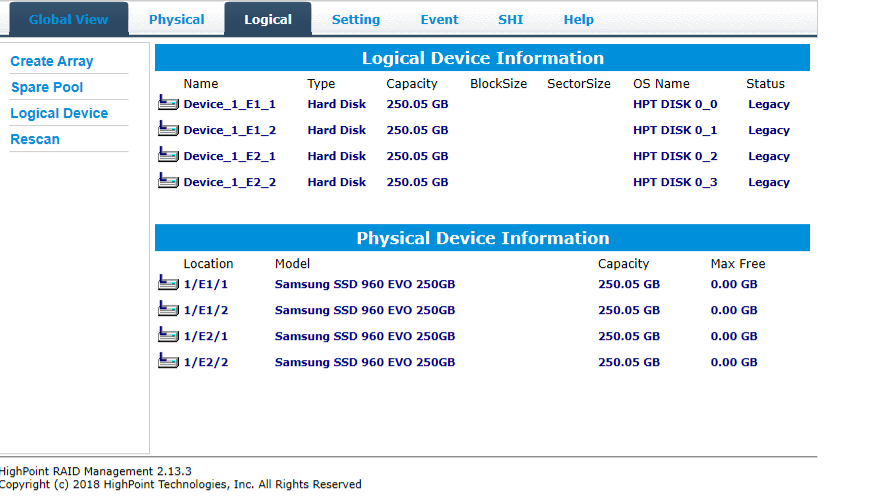 Global View Physical Logical Setting Event SHI Help
Create Array
Spare Pool
Logical Device
Rescan
Logical Device Information
Name Type Capacity BlockSize SectorSize OS Name Status
Device_1_E1_1 Hard Disk 250.05 GB HPT DISK 0_0 Legacy
Device_1_E1_2 Hard Disk 250.05 GB HPT DISK 0_1 Legacy
Device_1_E2_1 Hard Disk 250.05 GB HPT DISK 0_2 Legacy
Device_1_E2_2 Hard Disk 250.05 GB HPT DISK 0_3 Legacy
Physical Device Information
Location Model Capacity Max Free
1/E1/1 Samsung SSD 960 EVO 250GB 250.05 GB 0.00 GB
1/E1/2 Samsung SSD 960 EVO 250GB 250.05 GB 0.00 GB
1/E2/1 Samsung SSD 960 EVO 250GB 250.05 GB 0.00 GB
1/E2/2 Samsung SSD 960 EVO 250GB 250.05 GB 0.00 GB
HighPoint RAID Management 2.13.3
Copyright (c) 2018 HighPoint Technologies, Inc. All Rights Reserved